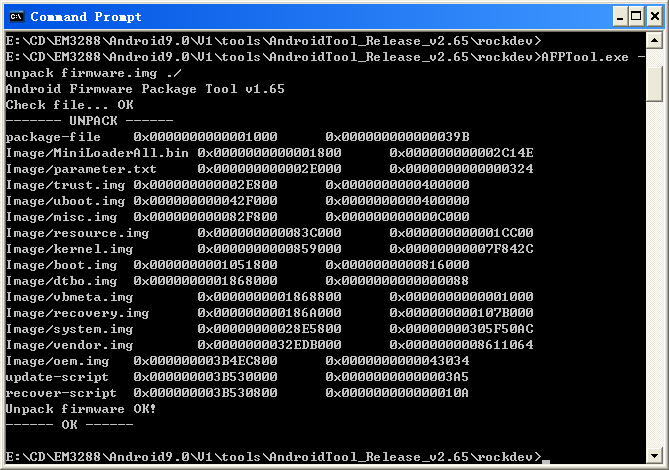 Command Prompt
E:\CD\EM3288\Android9.0\V1\tools\AndroidTool_Release_v2.65\rockdev>
E:\CD\EM3288\Android9.0\V1\tools\AndroidTool_Release_v2.65\rockdev>AFPTool.exe -
unpack firmware.img ./
Android Firmware Package Tool v1.65
Check file... OK
------- UNPACK ------
package-file    0x0000000000001000      0x000000000000039B
Image/MiniLoaderAll.bin 0x0000000000001800      0x000000000002C14E
Image/parameter.txt     0x000000000002E000      0x0000000000000324
Image/trust.img 0x000000000002E800      0x0000000000400000
Image/uboot.img 0x000000000042F000      0x0000000000400000
Image/misc.img  0x000000000082F800      0x000000000000C000
Image/resource.img      0x000000000083C000      0x000000000001CC00
Image/kernel.img        0x0000000000859000      0x00000000007F842C
Image/boot.img  0x0000000001051800      0x0000000000816000
Image/dtbo.img  0x0000000001868000      0x0000000000000088
Image/vbmeta.img        0x0000000001868800      0x0000000000001000
Image/recovery.img      0x000000000186A000      0x000000000107B000
Image/system.img        0x00000000028E5800      0x00000000305F50AC
Image/vendor.img        0x0000000032EDB000      0x0000000008611064
Image/oem.img   0x000000003B4EC800      0x0000000000043034
update-script   0x000000003B530000      0x00000000000003A5
recover-script  0x000000003B530800      0x000000000000010A
Unpack firmware OK!
------ OK ------
E:\CD\EM3288\Android9.0\V1\tools\AndroidTool_Release_v2.65\rockdev>_